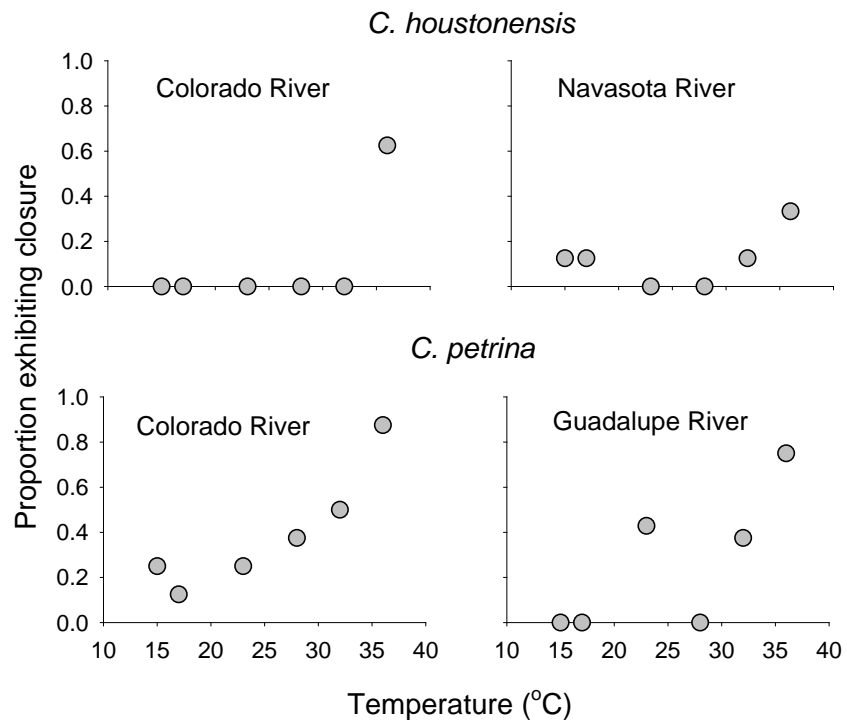 C. houstonensis
Colorado River
Navasota River
1.0
0.8
0.6
0.4
0.2
0.0
Proportion exhibiting closure
C. petrina
Colorado River
Guadalupe River
1.0
0.8
0.6
0.4
0.2
0.0
10 15 20 25 30 35 40
10 15 20 25 30 35 40
Temperature (°C)